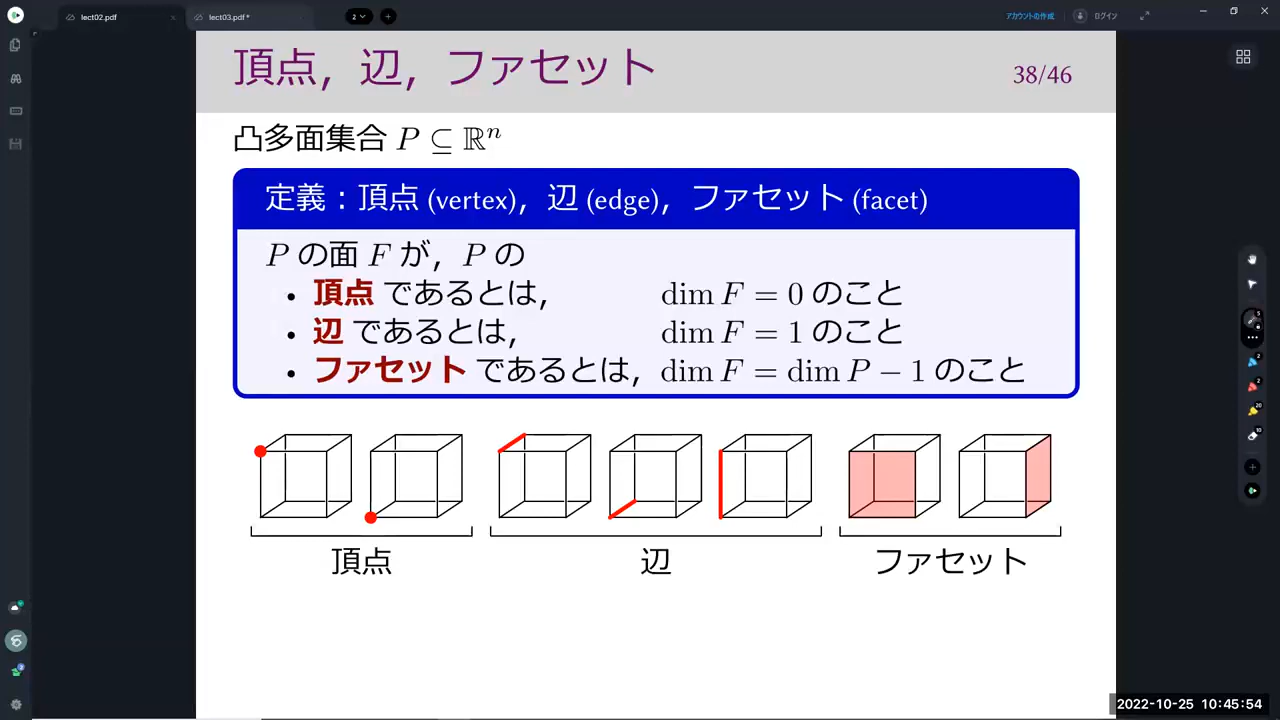 lect02.pdf
lect03.pdf*
2
アカウントの作成
ログイン
頂点，辺，ファセット
38/46
凸多面集合 P ⊆ ℝⁿ
定義：頂点 (vertex)，辺 (edge)，ファセット (facet)
P の面 F が，P の
• 頂点 であるとは， dim F = 0 のこと
• 辺 であるとは， dim F = 1 のこと
• ファセット であるとは，dim F = dim P − 1 のこと
頂点
辺
ファセット
2022-10-25 10:45:54